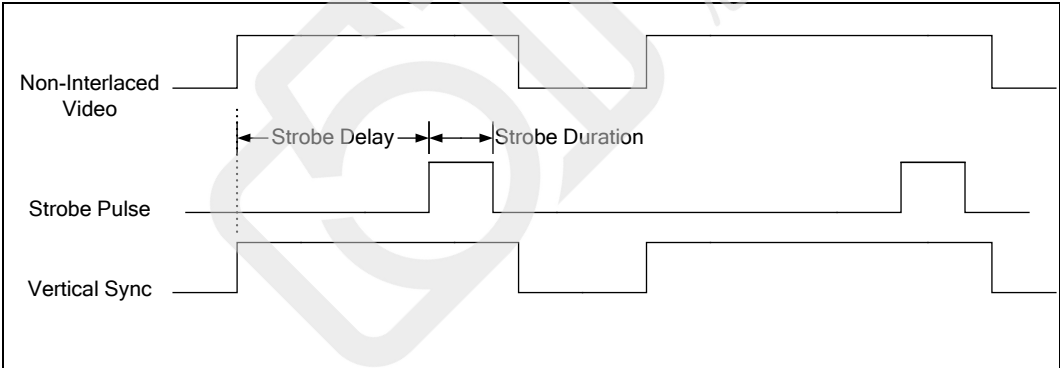 Non-Interlaced
Video
Strobe Delay
Strobe Duration
Strobe Pulse
Vertical Sync